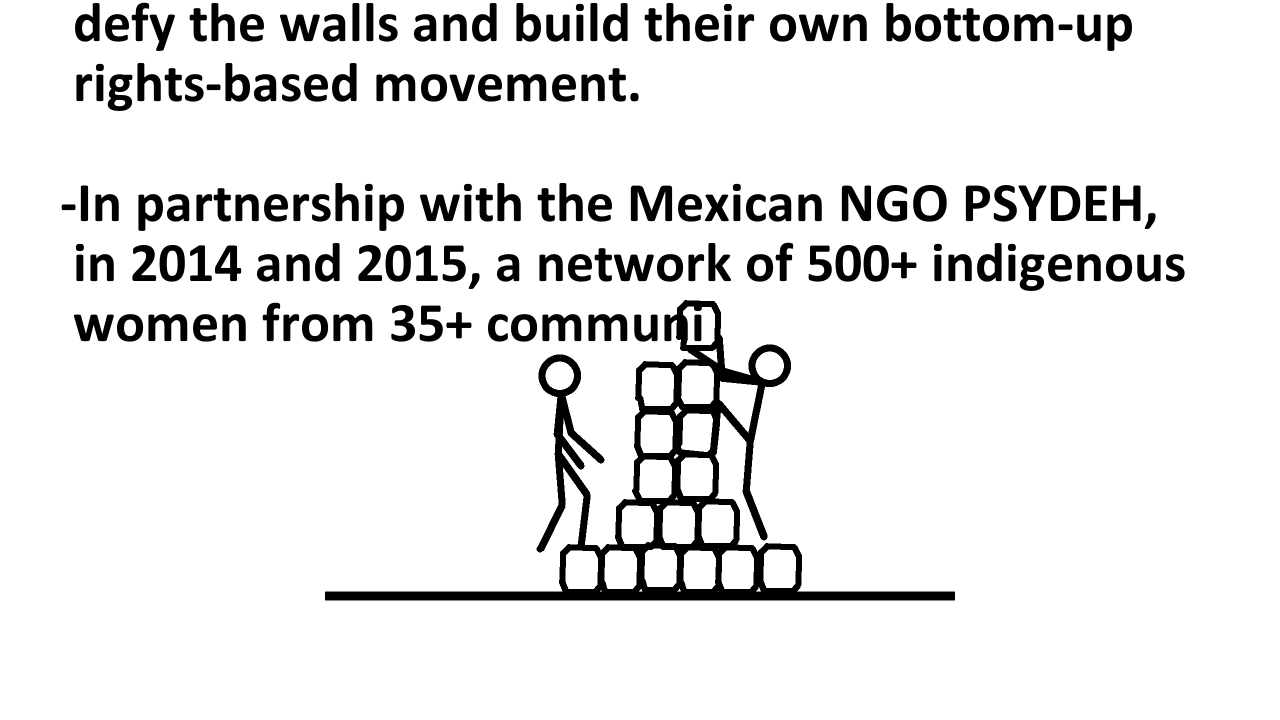 defy the walls and build their own bottom-up
rights-based movement.
-In partnership with the Mexican NGO PSYDEH,
in 2014 and 2015, a network of 500+ indigenous
women from 35+ communi